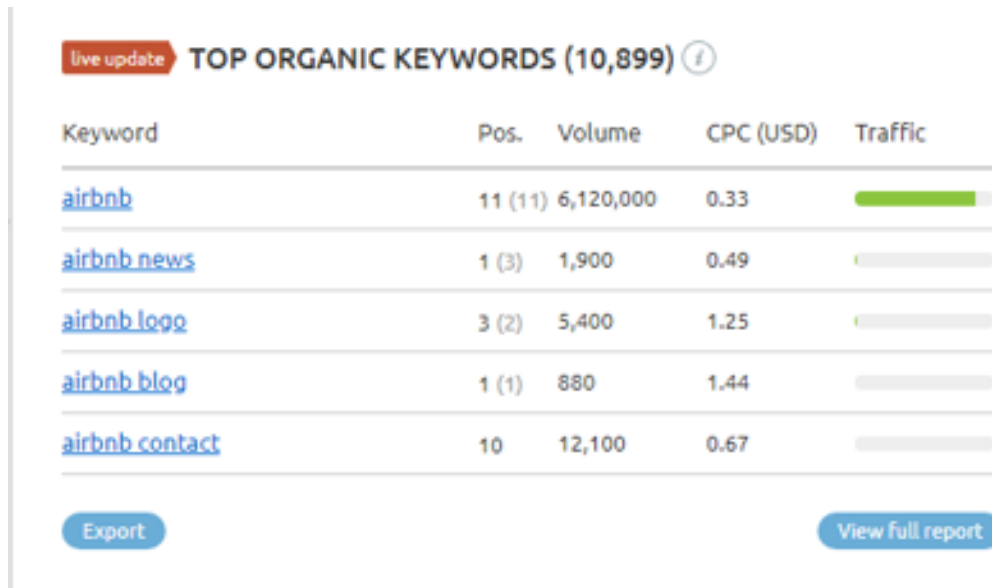 live update TOP ORGANIC KEYWORDS (10,899) i
Keyword Pos. Volume CPC (USD) Traffic
airbnb 11 (11) 6,120,000 0.33
airbnb news 1 (3) 1,900 0.49
airbnb logo 3 (2) 5,400 1.25
airbnb blog 1 (1) 880 1.44
airbnb contact 10 12,100 0.67
Export View full report